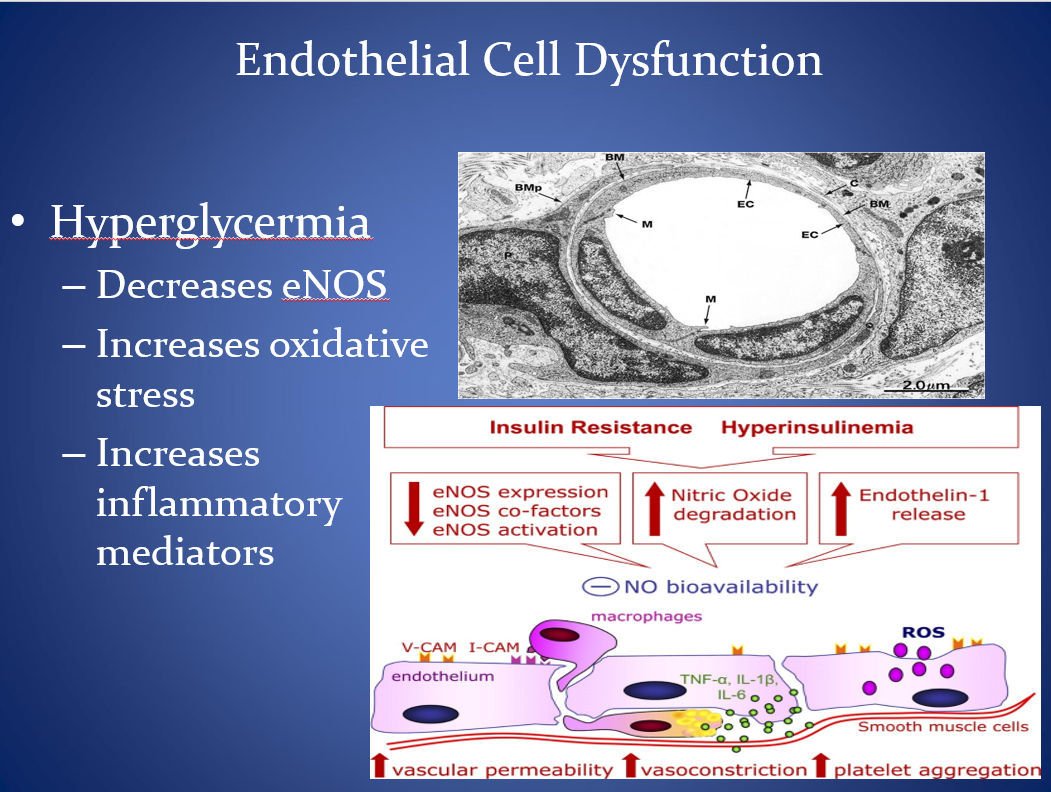 Endothelial Cell Dysfunction
• Hyperglycermia
– Decreases eNOS
– Increases oxidative
stress
– Increases
inflammatory
mediators
BM
BMp
EC
C
BM
M
EC
P
M
2.0μm
Insulin Resistance Hyperinsulinemia
eNOS expression
eNOS co-factors
eNOS activation
Nitric Oxide
degradation
Endothelin-1
release
NO bioavailability
macrophages
V-CAM I-CAM
ROS
endothelium
TNF-α, IL-1β,
IL-6
Smooth muscle cells
vascular permeability vasoconstriction platelet aggregation